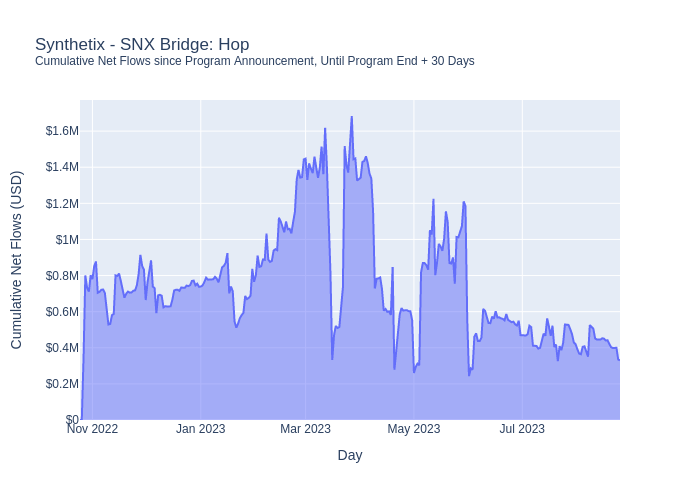 Synthetix - SNX Bridge: Hop
Cumulative Net Flows since Program Announcement, Until Program End + 30 Days
Cumulative Net Flows (USD)
$1.6M
$1.4M
$1.2M
$1M
$0.8M
$0.6M
$0.4M
$0.2M
$0
Nov 2022 Jan 2023 Mar 2023 May 2023 Jul 2023
Day